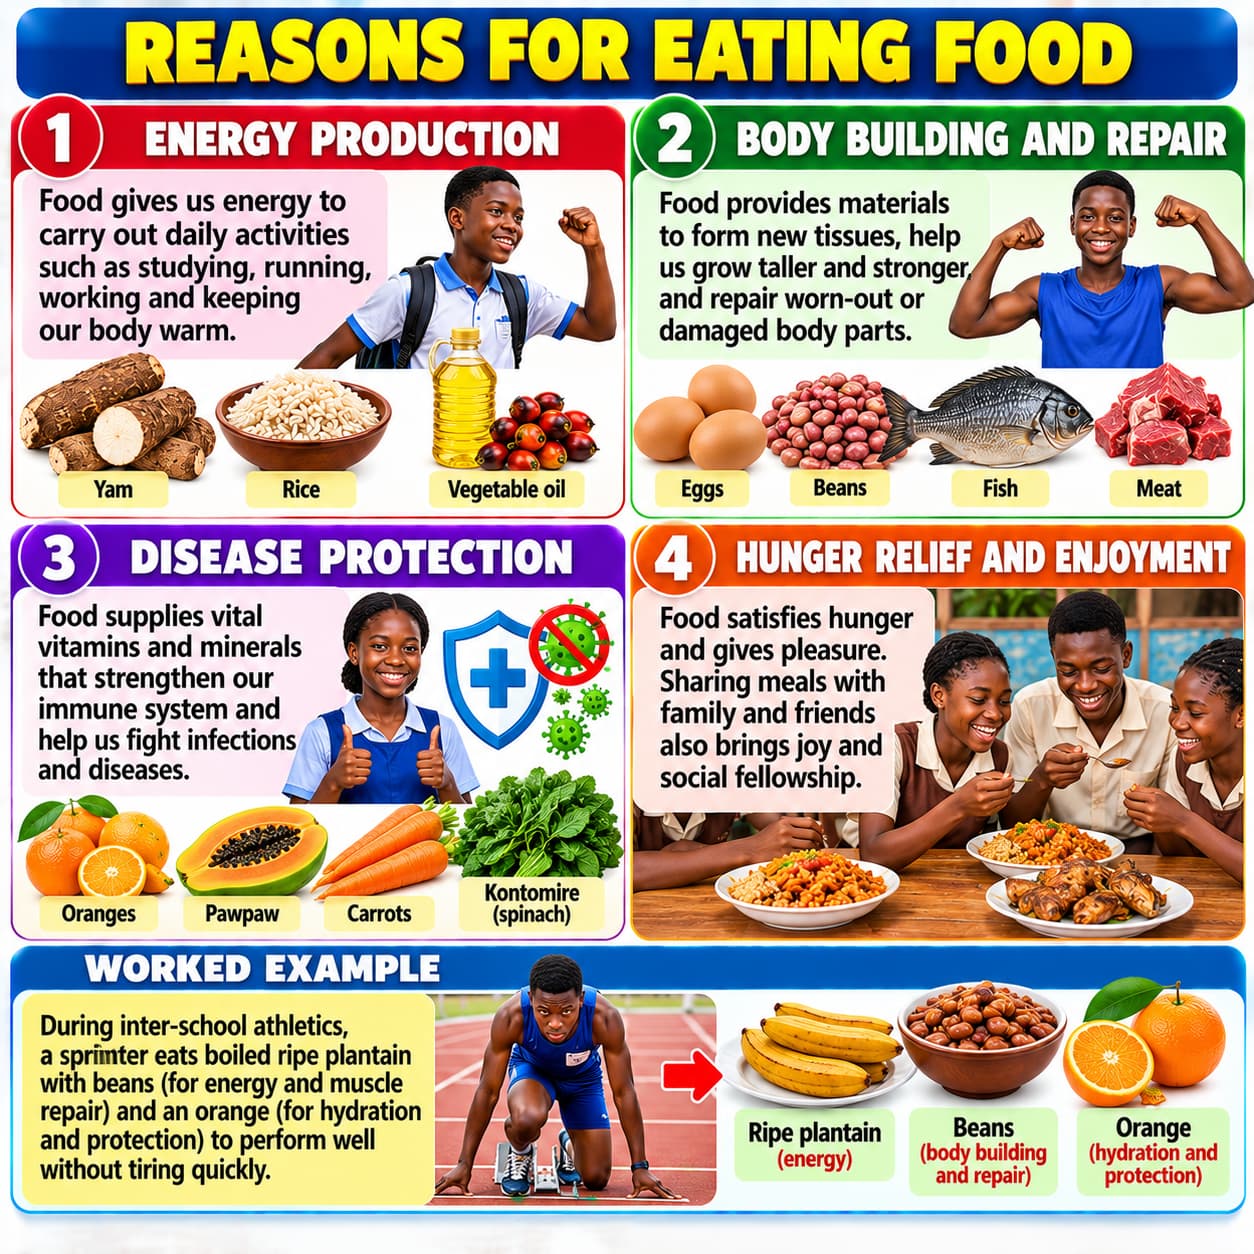 REASONS FOR EATING FOOD
1 ENERGY PRODUCTION
Food gives us energy to
carry out daily activities
such as studying, running,
working and keeping
our body warm.
Yam
Rice
Vegetable oil
2 BODY BUILDING AND REPAIR
Food provides materials
to form new tissues, help
us grow taller and stronger,
and repair worn-out or
damaged body parts.
Eggs
Beans
Fish
Meat
3 DISEASE PROTECTION
Food supplies vital
vitamins and minerals
that strengthen our
immune system and
help us fight infections
and diseases.
Oranges
Pawpaw
Carrots
Kontomire
(spinach)
4 HUNGER RELIEF AND ENJOYMENT
Food satisfies hunger
and gives pleasure.
Sharing meals with
family and friends
also brings joy and
social fellowship.
WORKED EXAMPLE
During inter-school athletics,
a eats boiled ripe plantain
with beans (for energy and muscle
repair) and an orange (for hydration
and protection) to perform well
without tiring quickly.
Ripe plantain
(energy)
Beans
(body building
and repair)
Orange
(hydration and
protection)